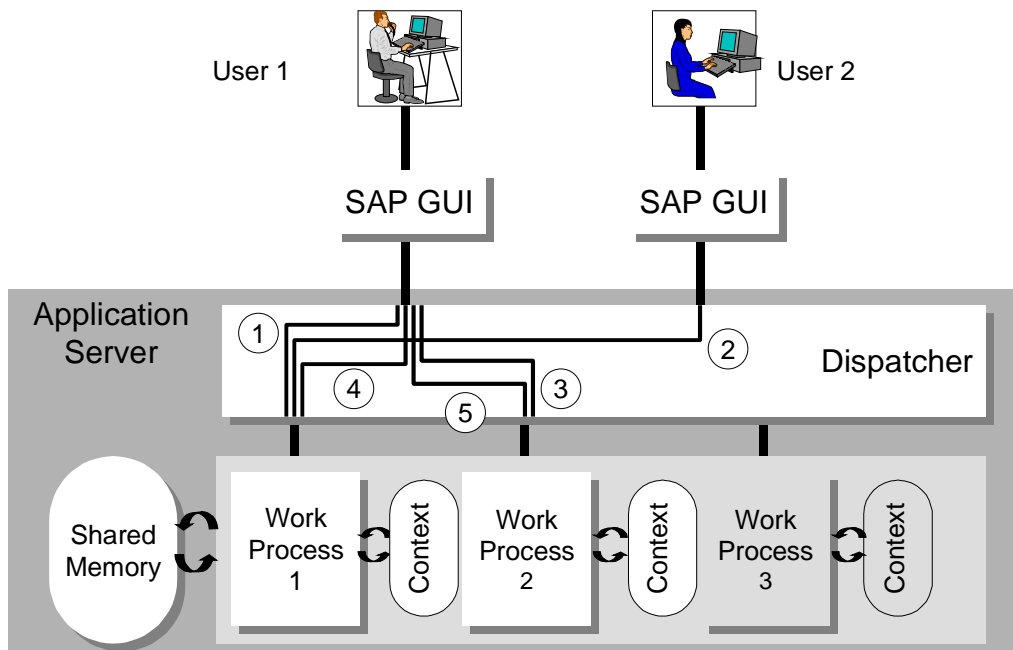 User 1
User 2
SAP GUI
SAP GUI
Application
Server
1
2
Dispatcher
4
3
5
Shared
Memory
Work
Process
1
Context
Work
Process
2
Context
Work
Process
3
Context